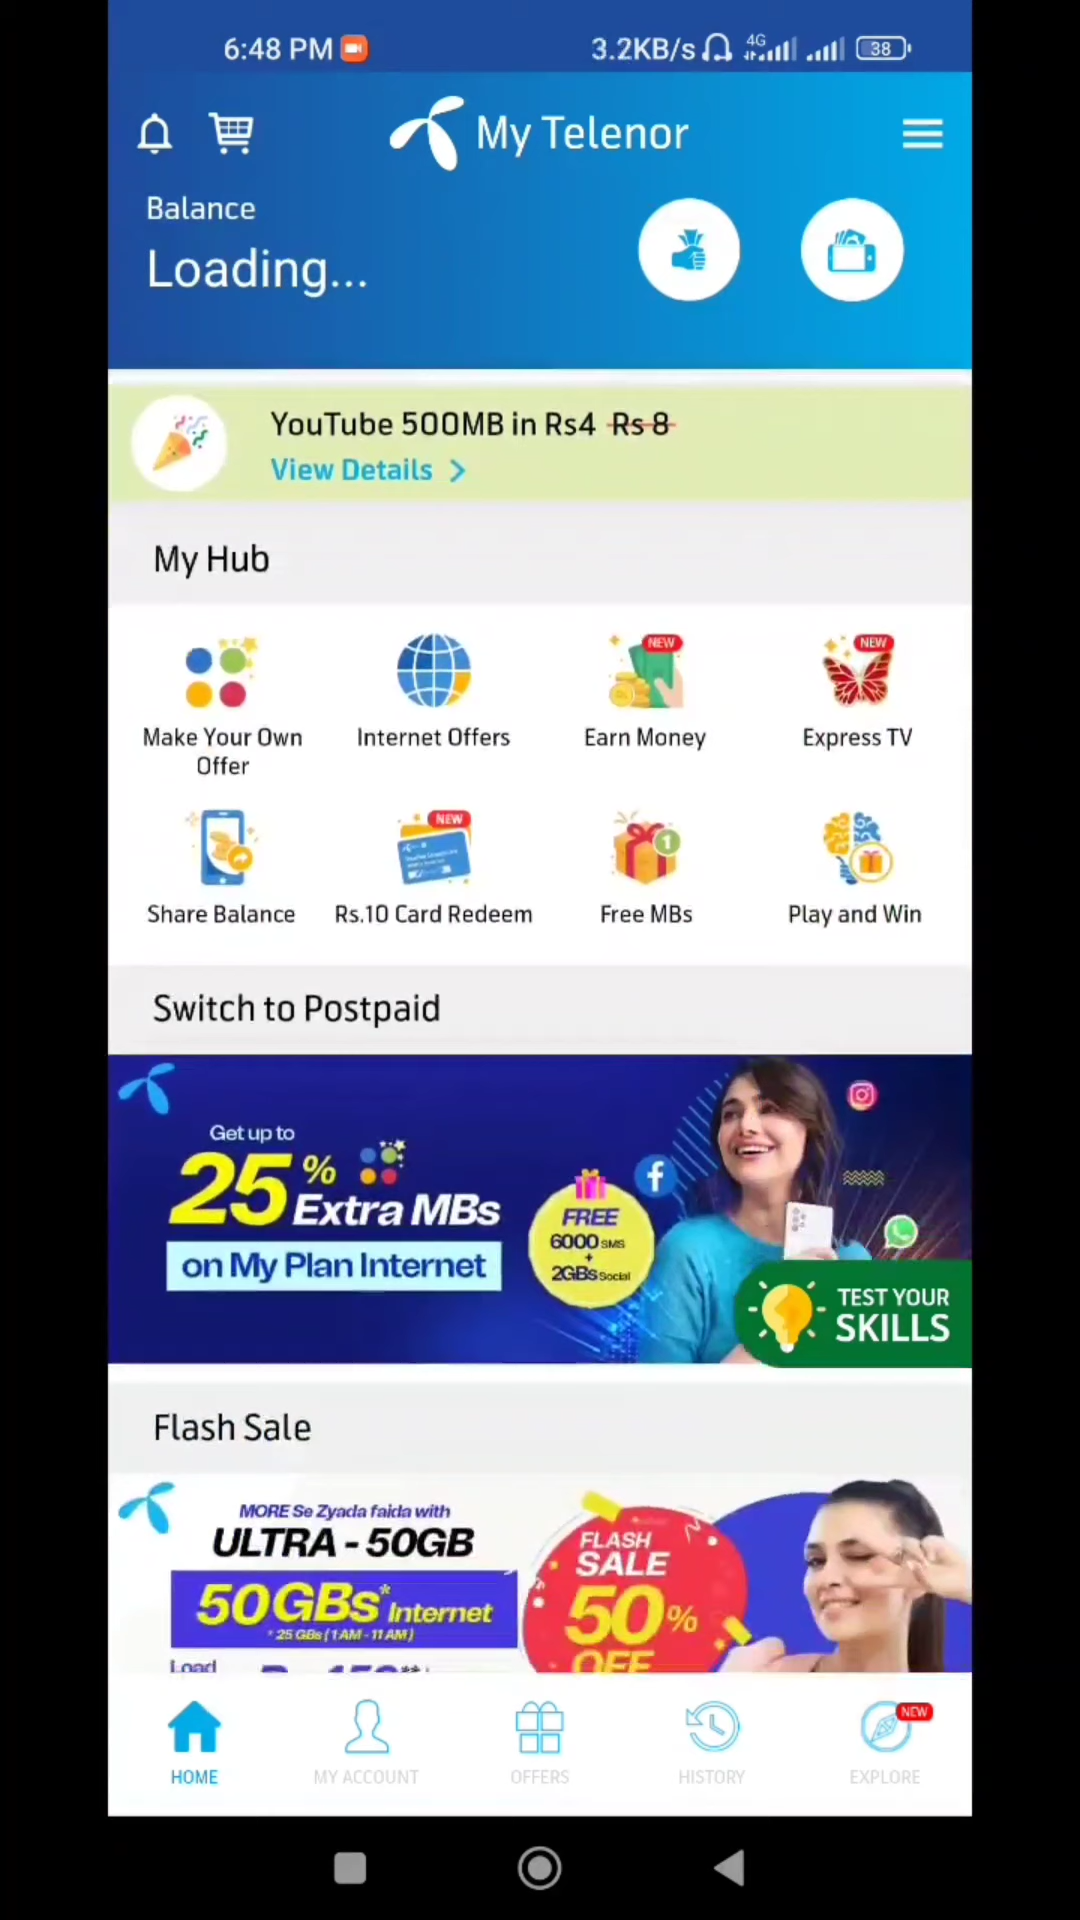 6:48 PM
3.2KB/s
4G
38
My Telenor
Balance
Loading...
YouTube 500MB in Rs4 Rs 8
View Details
My Hub
NEW
NEW
Make Your Own
Offer
Internet Offers
Earn Money
Express TV
NEW
1
Share Balance
Rs.10 Card Redeem
Free MBs
Play and Win
Switch to Postpaid
Get up to
25% Extra MBs
on My Plan Internet
FREE
6000 SMS
+
2GBs Social
TEST YOUR
SKILLS
Flash Sale
MORE Se Zyada faida with
ULTRA - 50GB
50GBs* Internet
* 25 GBs (1 AM - 11 AM)
Load
FLASH
SALE
50%
OFF
NEW
HOME
MY ACCOUNT
OFFERS
HISTORY
EXPLORE